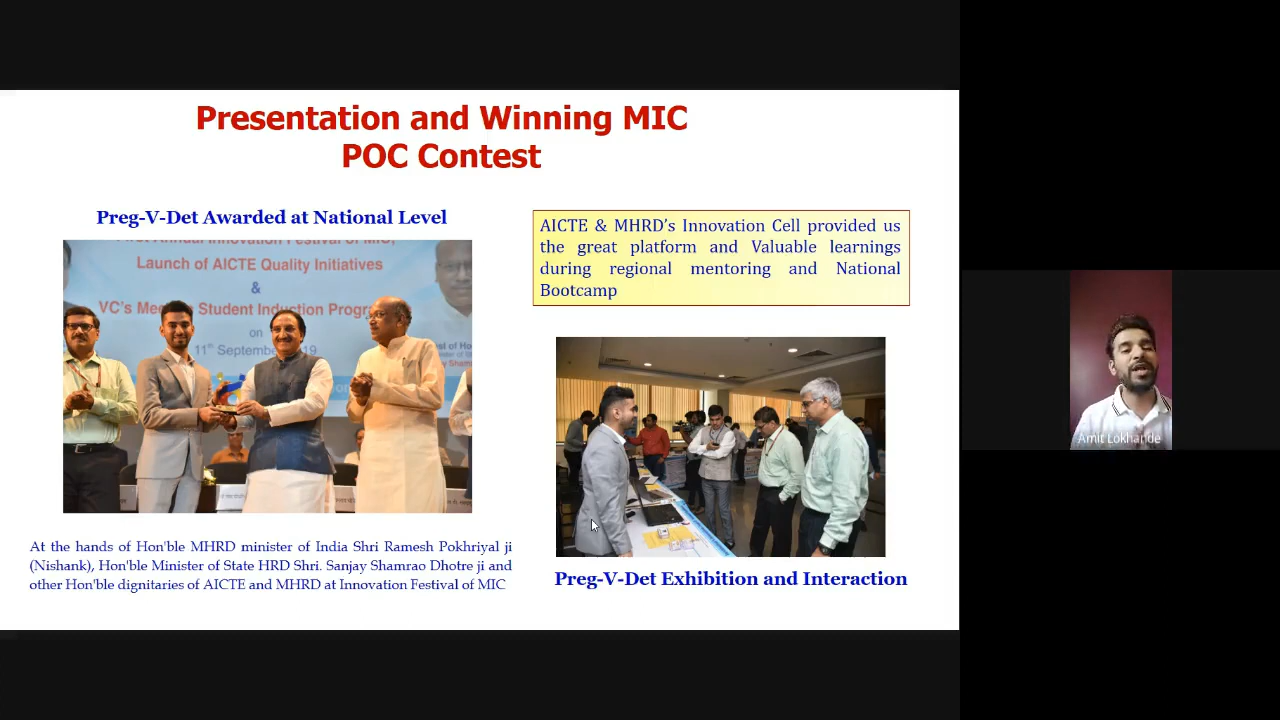 Presentation and Winning MIC
POC Contest
Preg-V-Det Awarded at National Level
Launch of AICTE Quality Initiatives
&
VC's Student Induction
on
11th
AICTE & MHRD's Innovation Cell provided us
the great platform and Valuable learnings
during regional mentoring and National
Bootcamp
At the hands of Hon'ble MHRD minister of India Shri Ramesh Pokhriyal ji
(Nishank), Hon'ble Minister of State HRD Shri. Sanjay Shamrao Dhotre ji and
other Hon'ble dignitaries of AICTE and MHRD at Innovation Festival of MIC
Preg-V-Det Exhibition and Interaction
Amit Lokhande